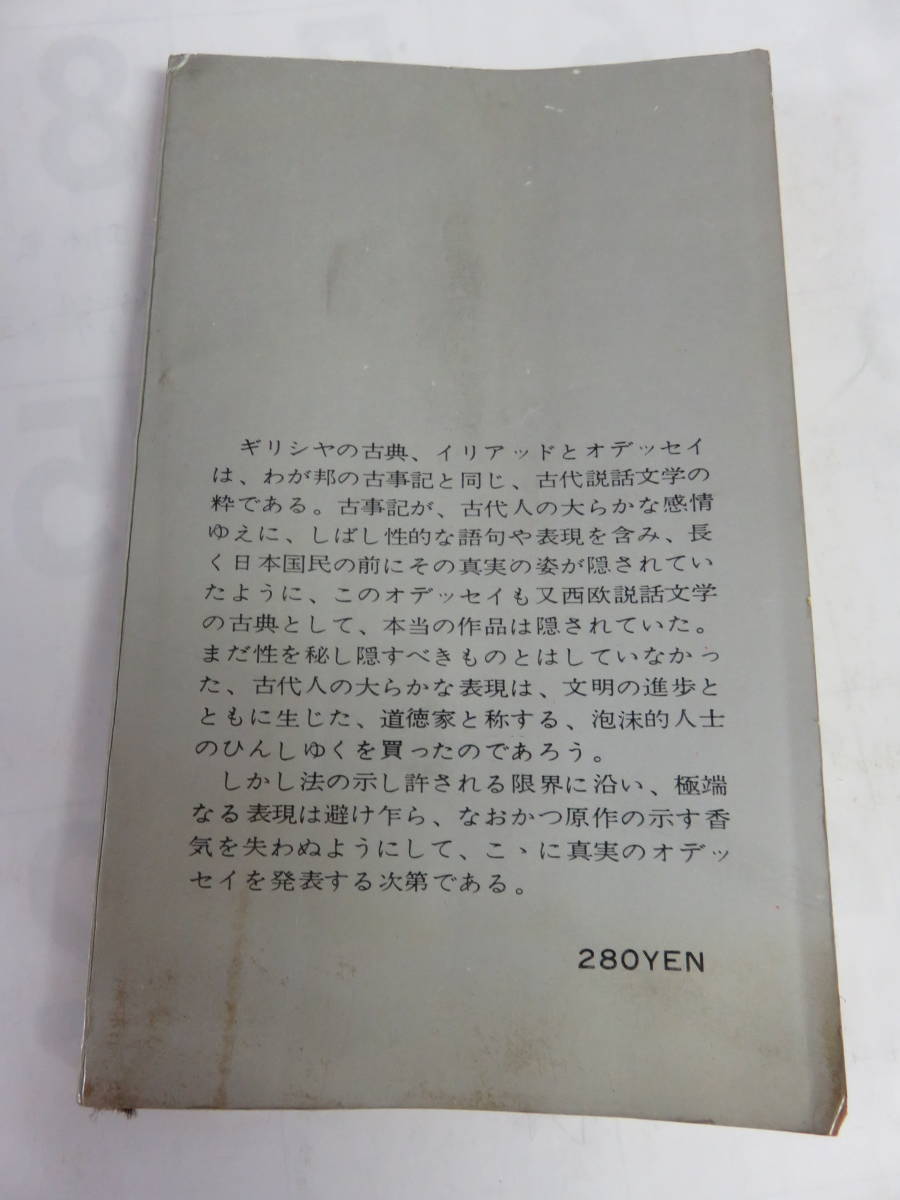 ギリシヤの古典、イリアッドとオデッセイ
は、わが邦の古事記と同じ、古代説話文学の
粋である。古事記が、古代人の大らかな感情
ゆえに、しばし性的な語句や表現を含み、長
く日本国民の前にその真実の姿が隠されてい
たように、このオデッセイも又西欧説話文学
の古典として、本当の作品は隠されていた。
まだ性を秘し隠すべきものとはしていなかっ
た、古代人の大らかな表現は、文明の進歩と
ともに生じた、道徳家と称する、泡沫的人士
のひんしゆくを買ったのであろう。
しかし法の示し許される限界に沿い、極端
なる表現は避け乍ら、なおかつ原作の示す香
気を失わぬようにして、こゝに真実のオデッ
セイを発表する次第である。
280YEN